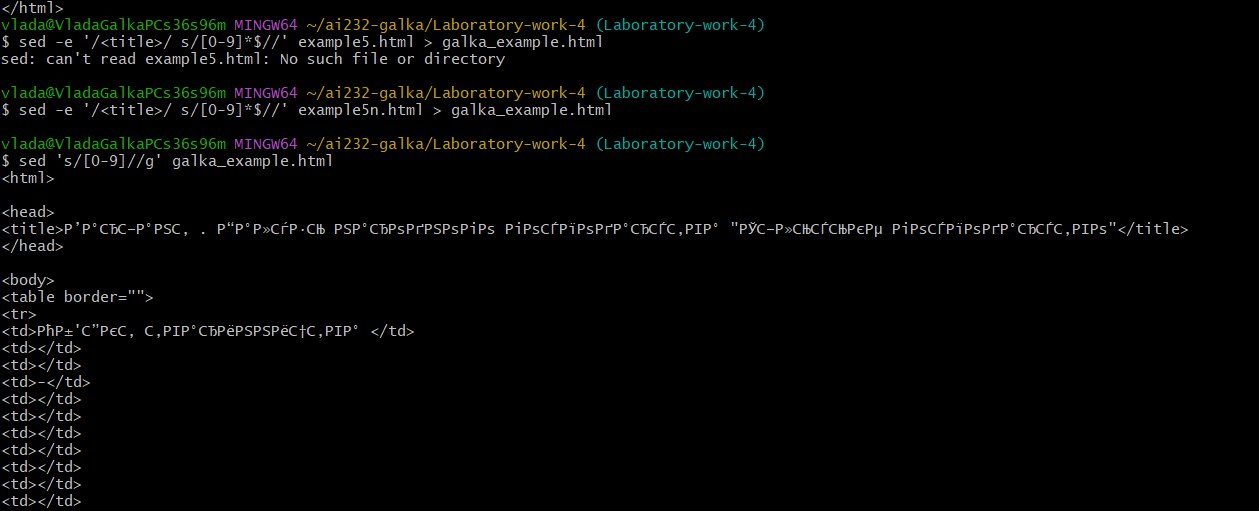 </html>
vlada@VladaGalkaPCs36s96m MINGW64 ~/ai232-galka/Laboratory-work-4 (Laboratory-work-4)
$ sed -e '/<title>/ s/[0-9]*$//' example5.html > galka_example.html
sed: can't read example5.html: No such file or directory
vlada@VladaGalkaPCs36s96m MINGW64 ~/ai232-galka/Laboratory-work-4 (Laboratory-work-4)
$ sed -e '/<title>/ s/[0-9]*$//' example5n.html > galka_example.html
vlada@VladaGalkaPCs36s96m MINGW64 ~/ai232-galka/Laboratory-work-4 (Laboratory-work-4)
$ sed 's/[0-9]//g' galka_example.html
<html>
<head>
<title>Р’Р°СЂС–Р°РЅС‚ . Р“Р°Р»СѓР·СЊ РЅР°СЂРѕРґРЅРѕРіРѕ РіРѕСЃРїРѕРґР°СЂСЃС‚РІР° "РЎС–Р»СЊСЃСЊРєРµ РіРѕСЃРїРѕРґР°СЂСЃС‚РІРѕ"</title>
</head>
<body>
<table border="">
<tr>
<td>РћР±'С”РєС‚ С‚РІР°СЂРёРЅРЅРёС†С‚РІР° </td>
<td></td>
<td></td>
<td>-</td>
<td></td>
<td></td>
<td></td>
<td></td>
<td></td>
<td></td>
<td></td>